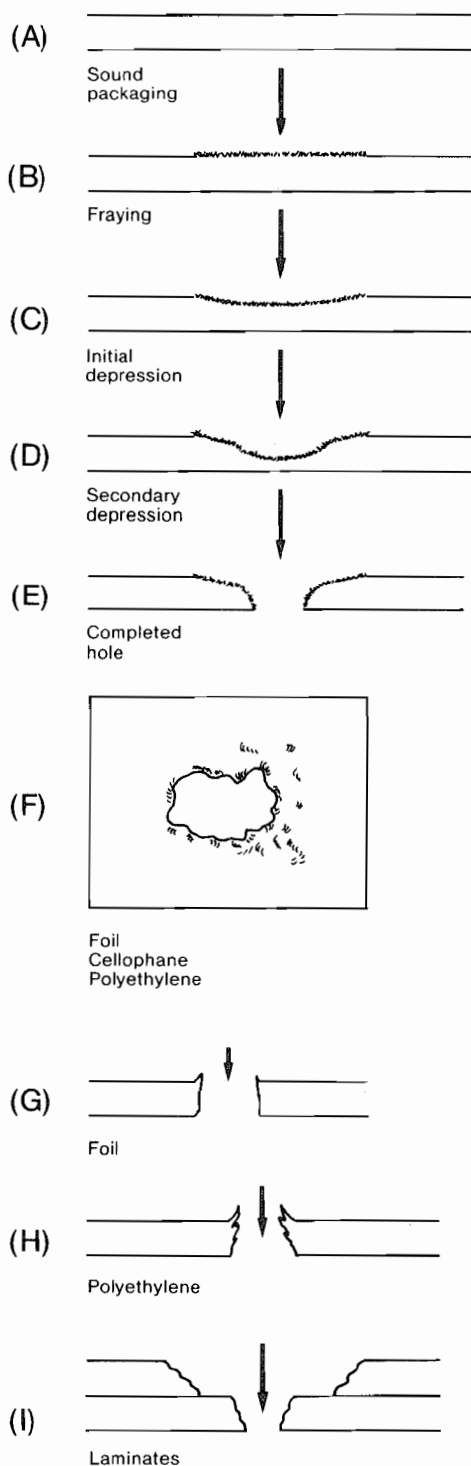 (A)
Sound
packaging
(B)
Fraying
(C)
Initial
depression
(D)
Secondary
depression
(E)
Completed
hole
(F)
Foil
Cellophane
Polyethylene
(G)
Foil
(H)
Polyethylene
(I)
Laminates